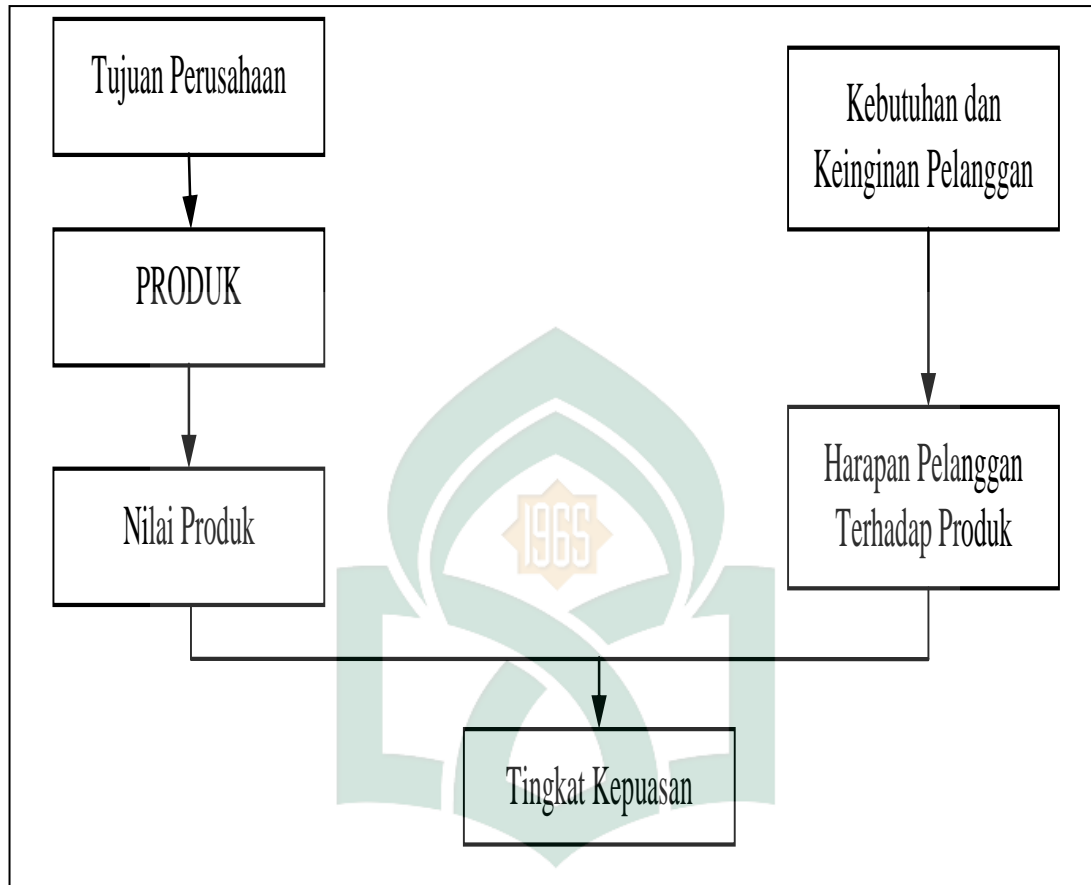 Tujuan Perusahaan
PRODUK
Nilai Produk
Kebutuhan dan
Keinginan Pelanggan
Harapan Pelanggan
Terhadap Produk
1965
Tingkat Kepuasan